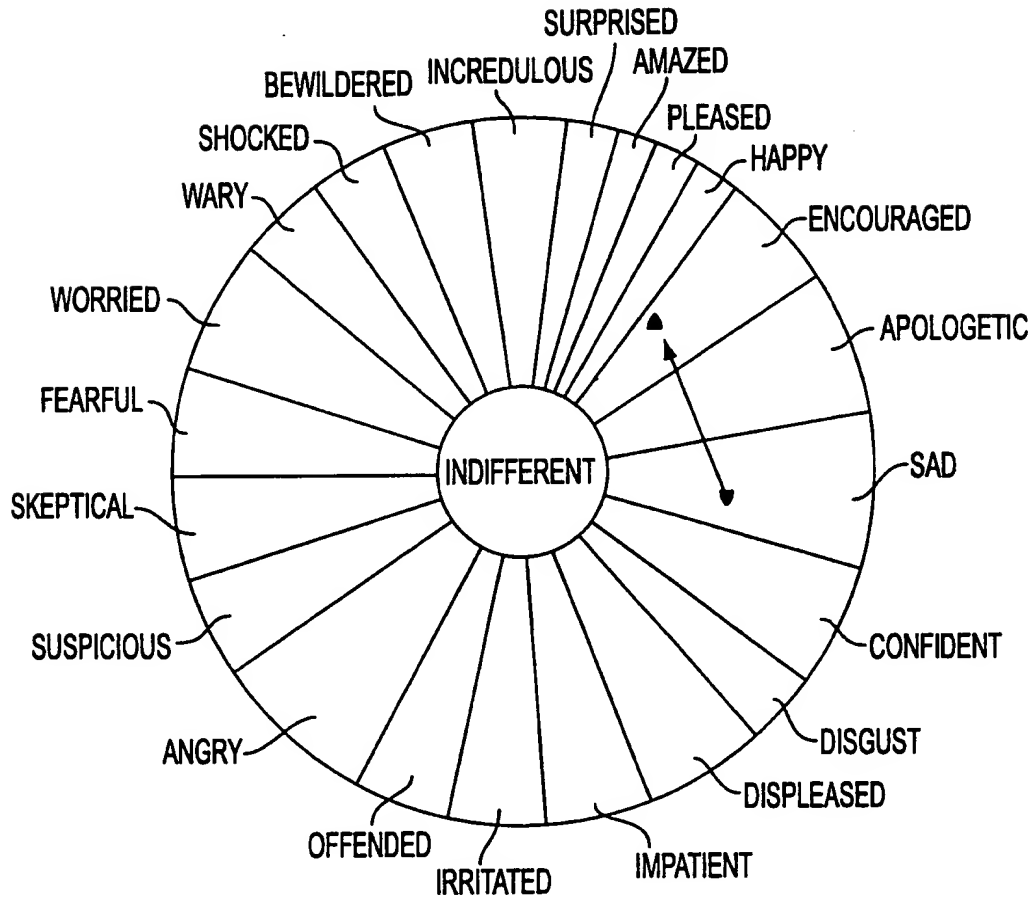 SURPRISED
INCREDULOUS
AMAZED
BEWILDERED
PLEASED
SHOCKED
HAPPY
WARY
ENCOURAGED
WORRIED
APOLOGETIC
FEARFUL
INDIFFERENT
SAD
SKEPTICAL
SUSPICIOUS
CONFIDENT
ANGRY
DISGUST
DISPLEASED
OFFENDED
IMPATIENT
IRRITATED